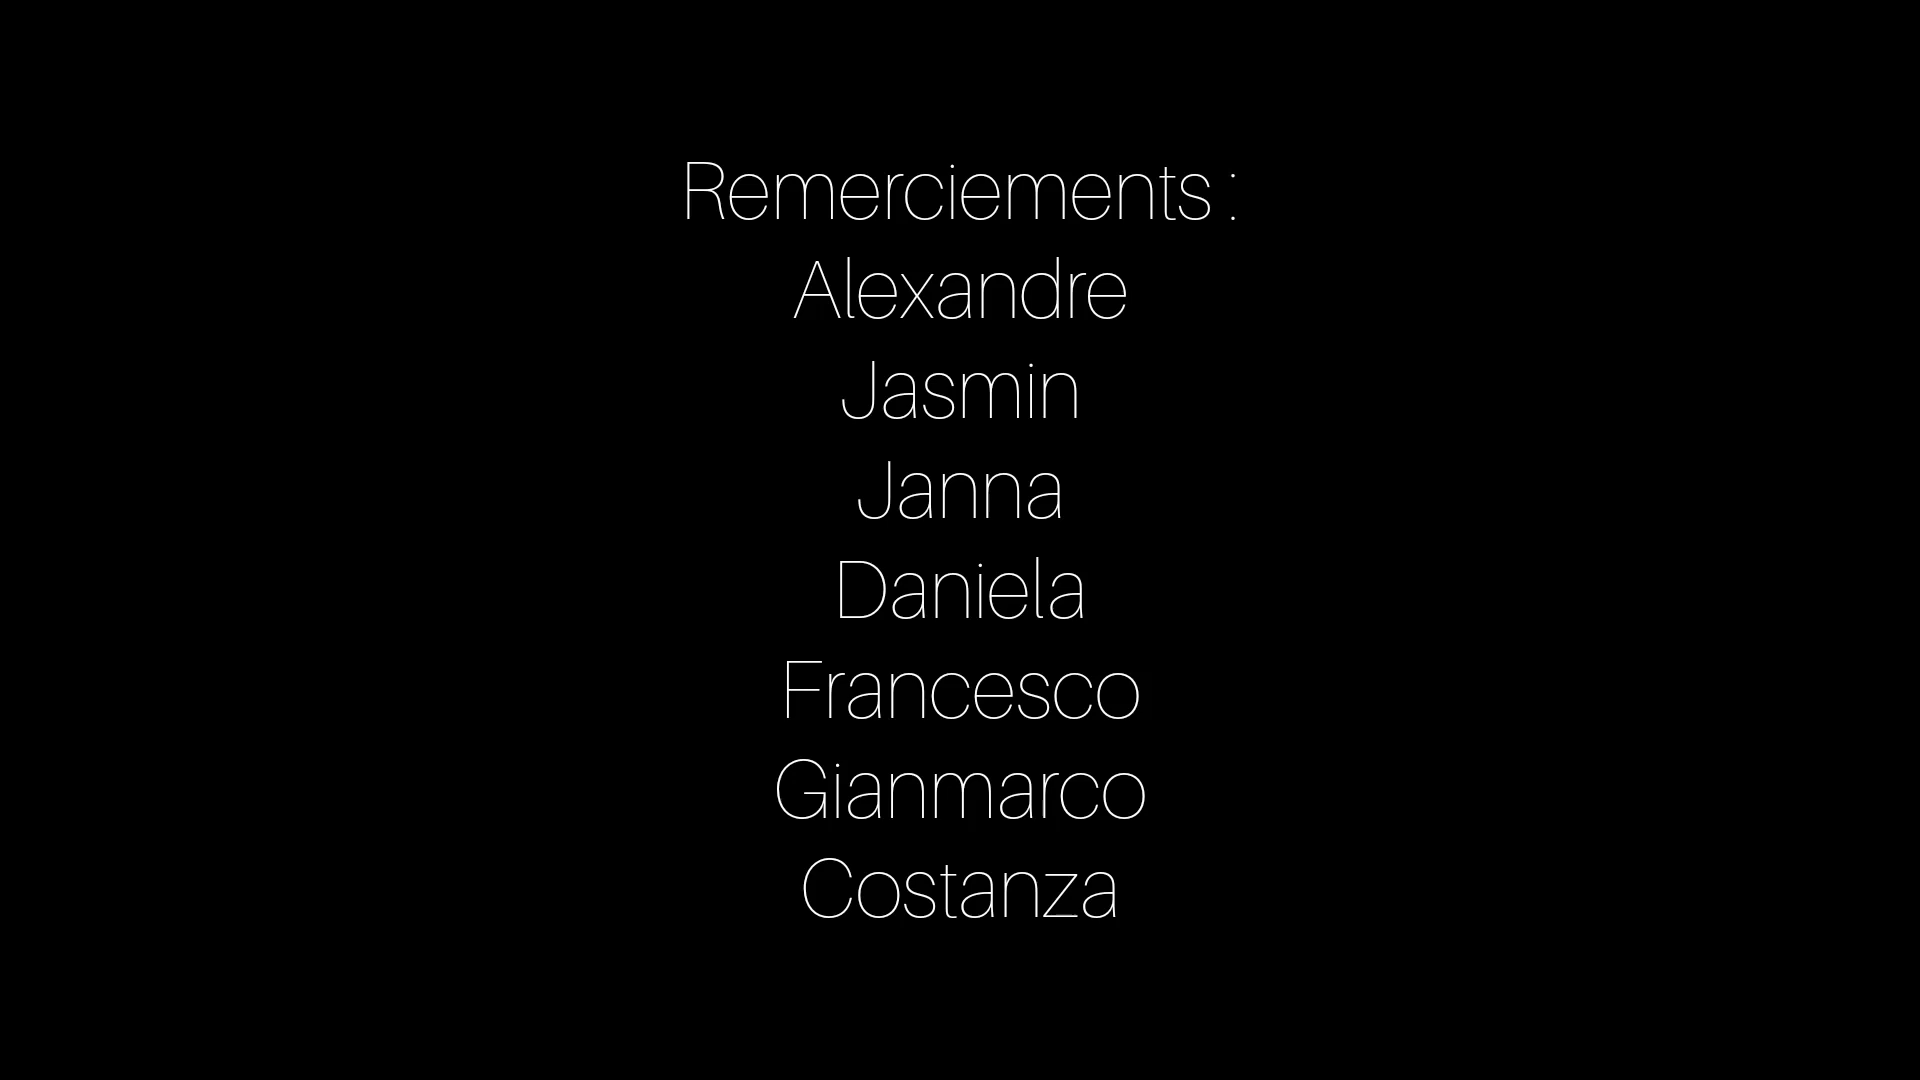 Remerciements :
Alexandre
Jasmin
Janna
Daniela
Francesco
Gianmarco
Costanza